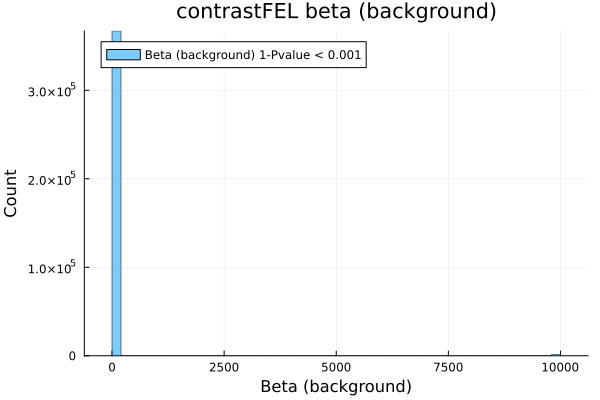 contrastFEL beta (background)
Beta (background) 1-Pvalue < 0.001
Count
3.0×10⁵
2.0×10⁵
1.0×10⁵
0
0 2500 5000 7500 10000
Beta (background)